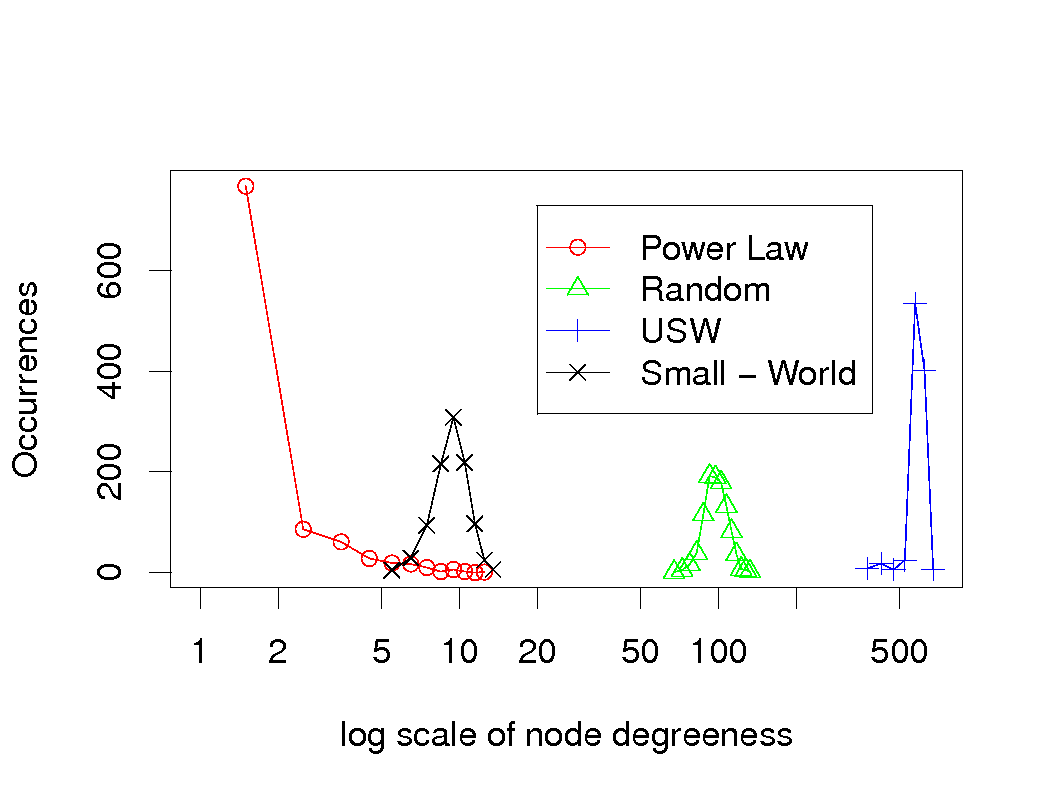 Occurrences
600
400
200
0
Power Law
Random
USW
Small − World
1 2 5 10 20 50 100 500
log scale of node degreeness